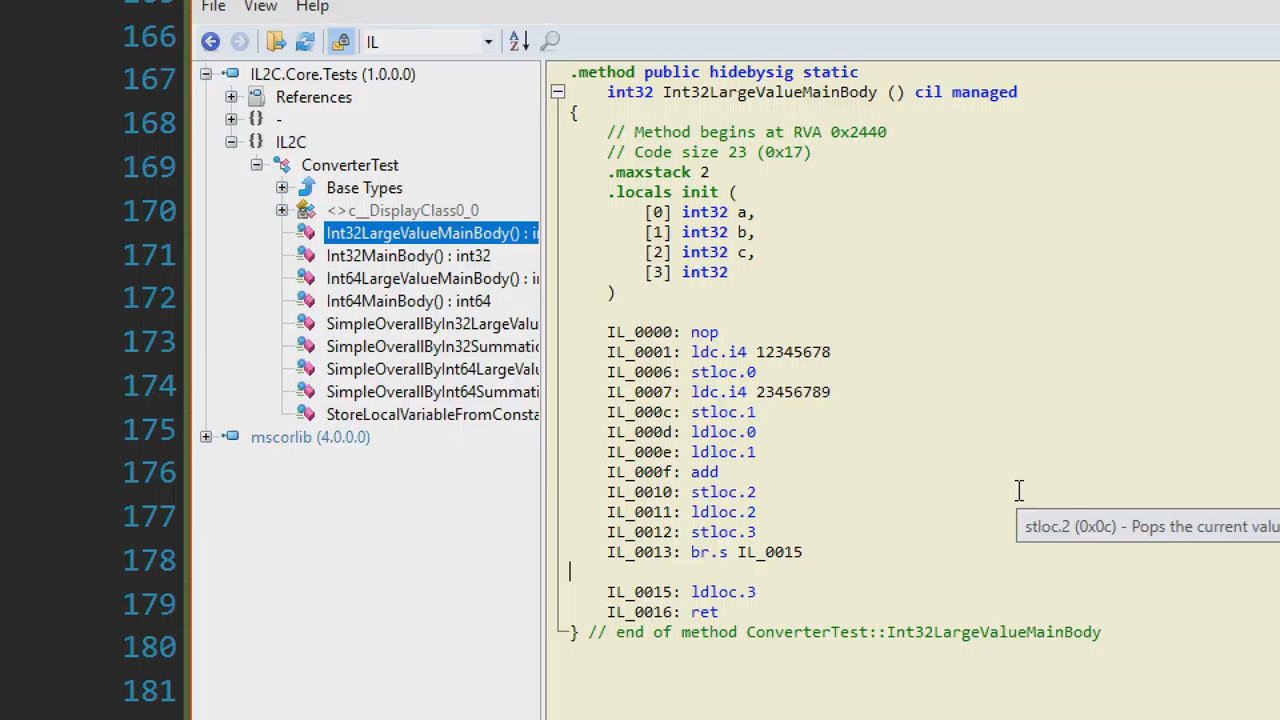 165
166
167
168
169
170
171
172
173
174
175
176
177
178
179
180
181
File View Help
IL
IL2C.Core.Tests (1.0.0.0)
References
{} -
{} IL2C
ConverterTest
Base Types
<>c__DisplayClass0_0
Int32LargeValueMainBody() : i
Int32MainBody() : int32
Int64LargeValueMainBody() : i
Int64MainBody() : int64
SimpleOverallByIn32LargeValu
SimpleOverallByIn32Summatic
SimpleOverallByInt64LargeVal
SimpleOverallByInt64Summati
StoreLocalVariableFromConsta
mscorlib (4.0.0.0)
.method public hidebysig static
int32 Int32LargeValueMainBody () cil managed
{
// Method begins at RVA 0x2440
// Code size 23 (0x17)
.maxstack 2
.locals init (
[0] int32 a,
[1] int32 b,
[2] int32 c,
[3] int32
)
IL_0000: nop
IL_0001: ldc.i4 12345678
IL_0006: stloc.0
IL_0007: ldc.i4 23456789
IL_000c: stloc.1
IL_000d: ldloc.0
IL_000e: ldloc.1
IL_000f: add
IL_0010: stloc.2
IL_0011: ldloc.2
IL_0012: stloc.3
IL_0013: br.s IL_0015
IL_0015: ldloc.3
IL_0016: ret
} // end of method ConverterTest::Int32LargeValueMainBody
stloc.2 (0x0c) - Pops the current valu